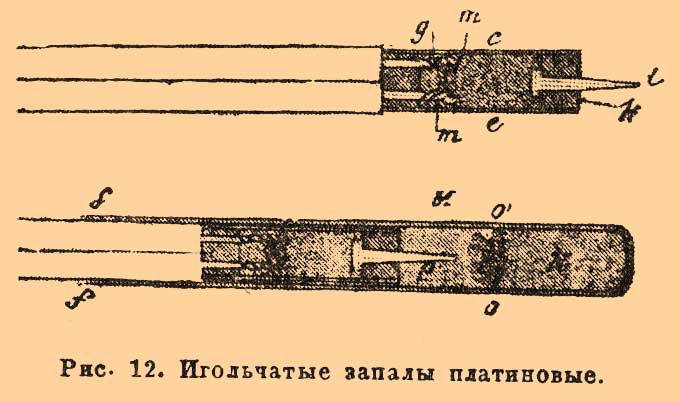 g m c
l
k
m e
f к o'
p k
f o
Рис. 12. Игольчатые запалы платиновые.